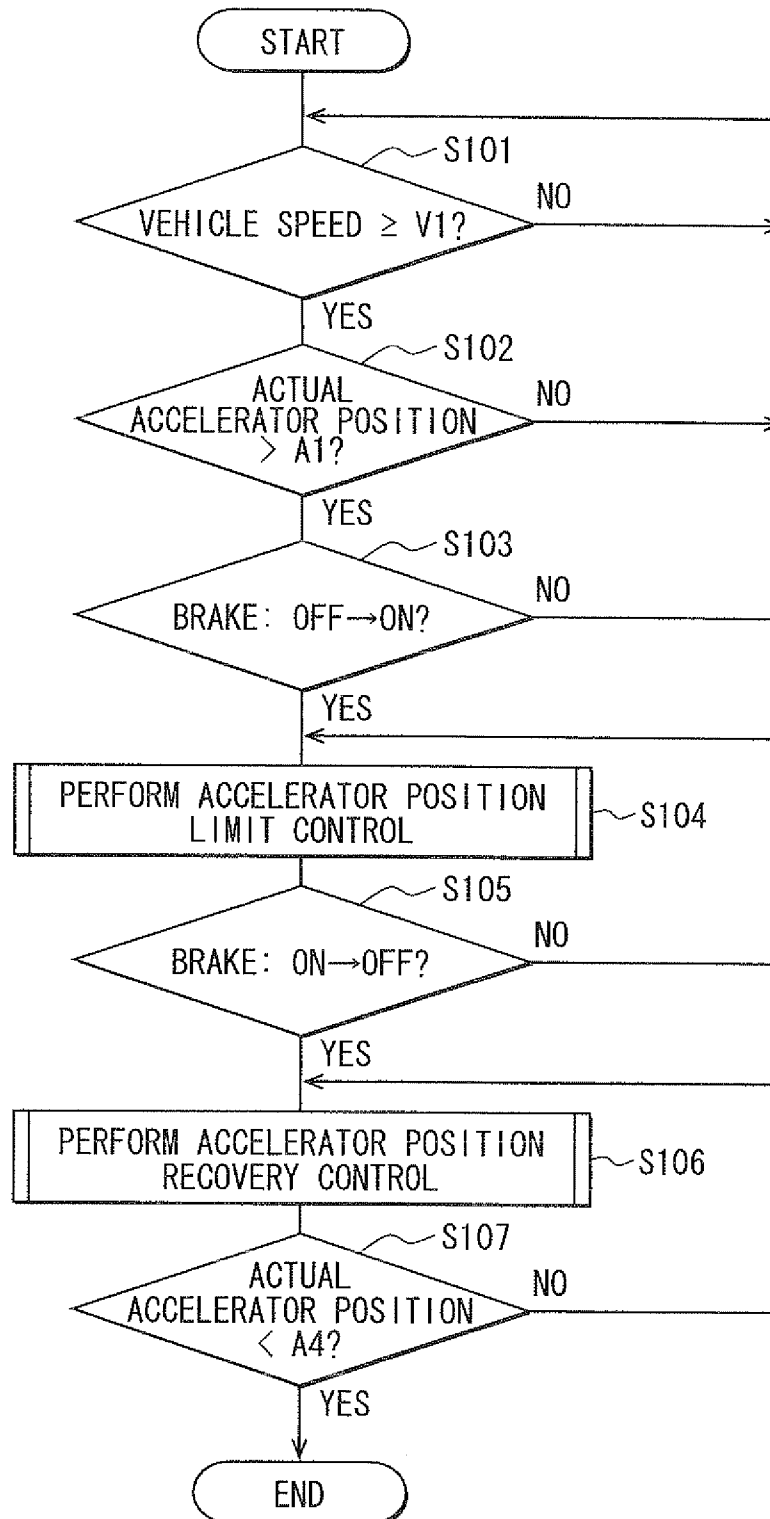 START
S101
VEHICLE SPEED ≥ V1?
NO
YES
S102
ACTUAL
ACCELERATOR POSITION
> A1?
NO
YES
S103
BRAKE: OFF→ON?
NO
YES
PERFORM ACCELERATOR POSITION
LIMIT CONTROL
S104
S105
BRAKE: ON→OFF?
NO
YES
PERFORM ACCELERATOR POSITION
RECOVERY CONTROL
S106
S107
ACTUAL
ACCELERATOR POSITION
< A4?
NO
YES
END